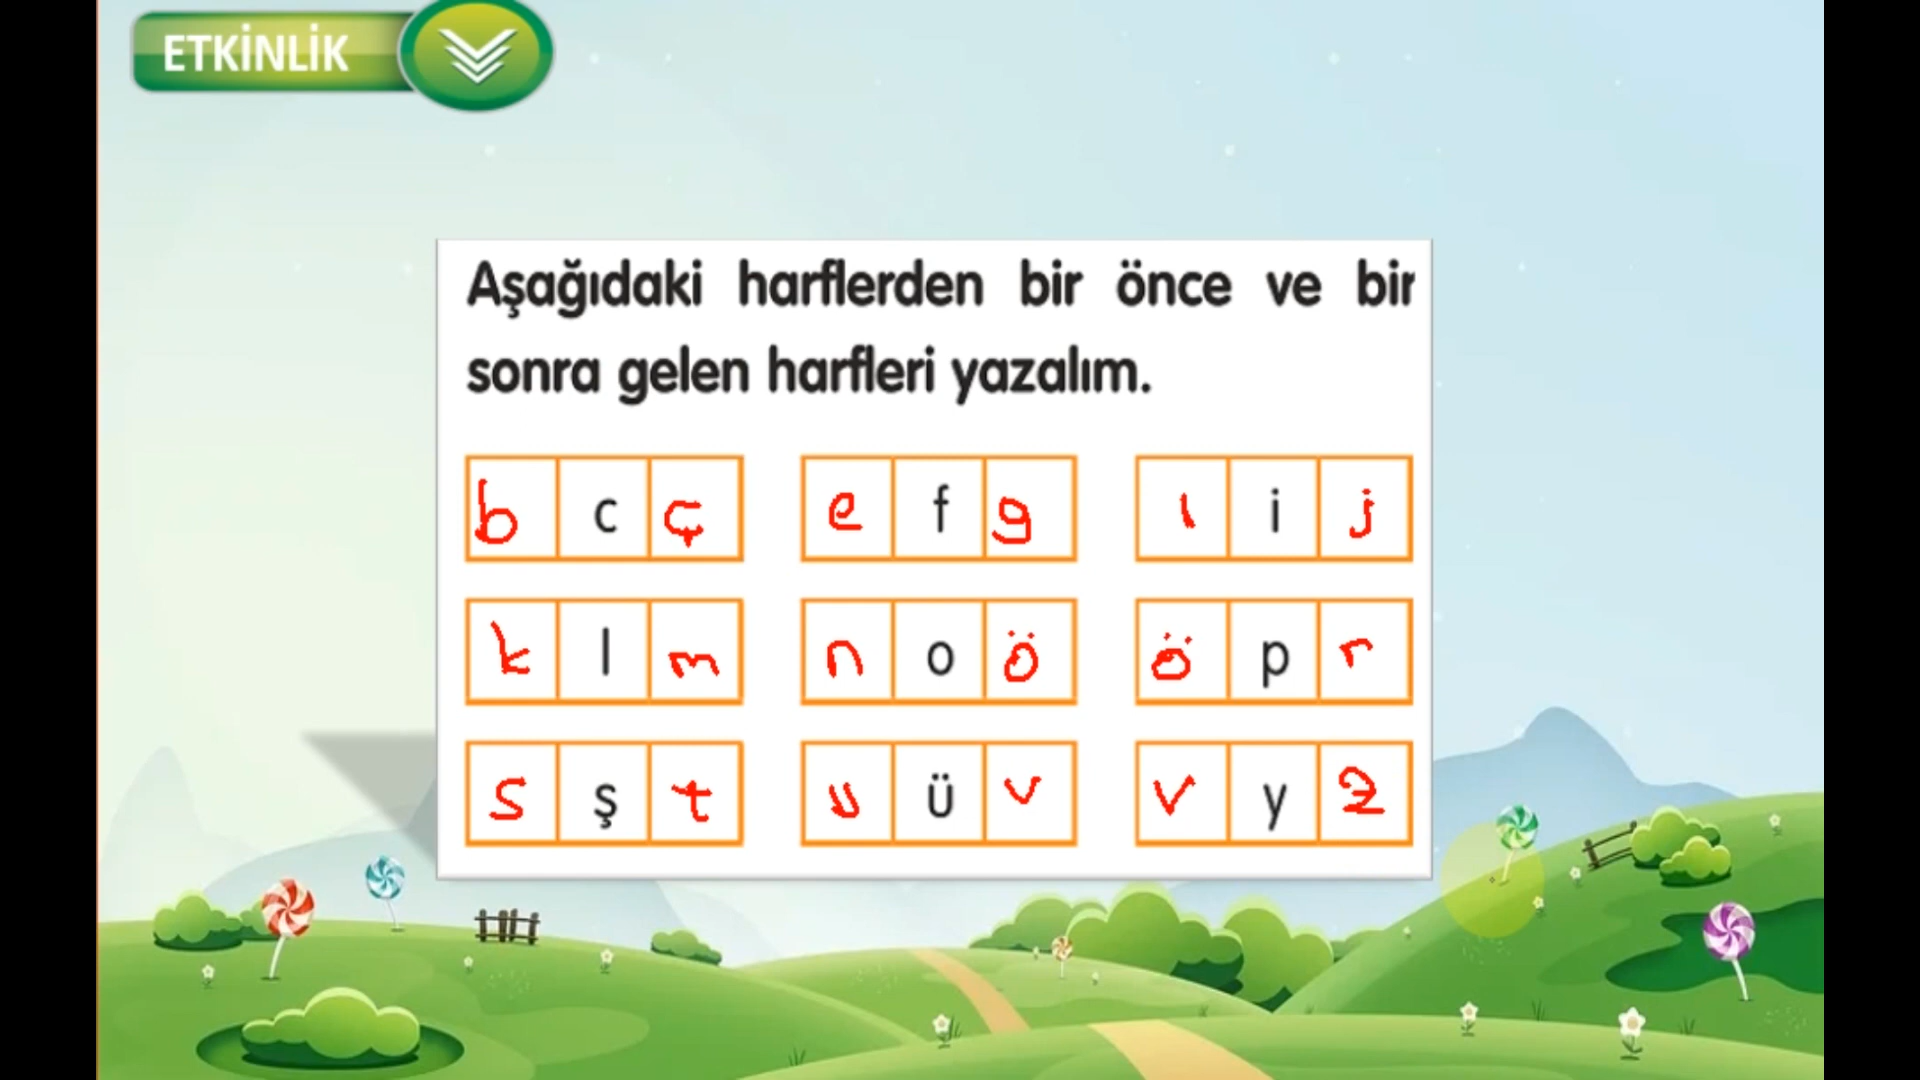 ETKİNLİK
Aşağıdaki harflerden bir önce ve bir
sonra gelen harfleri yazalım.
b c ç e f g ı i j
k l m n o ö ö p r
s ş t u ü v v y z